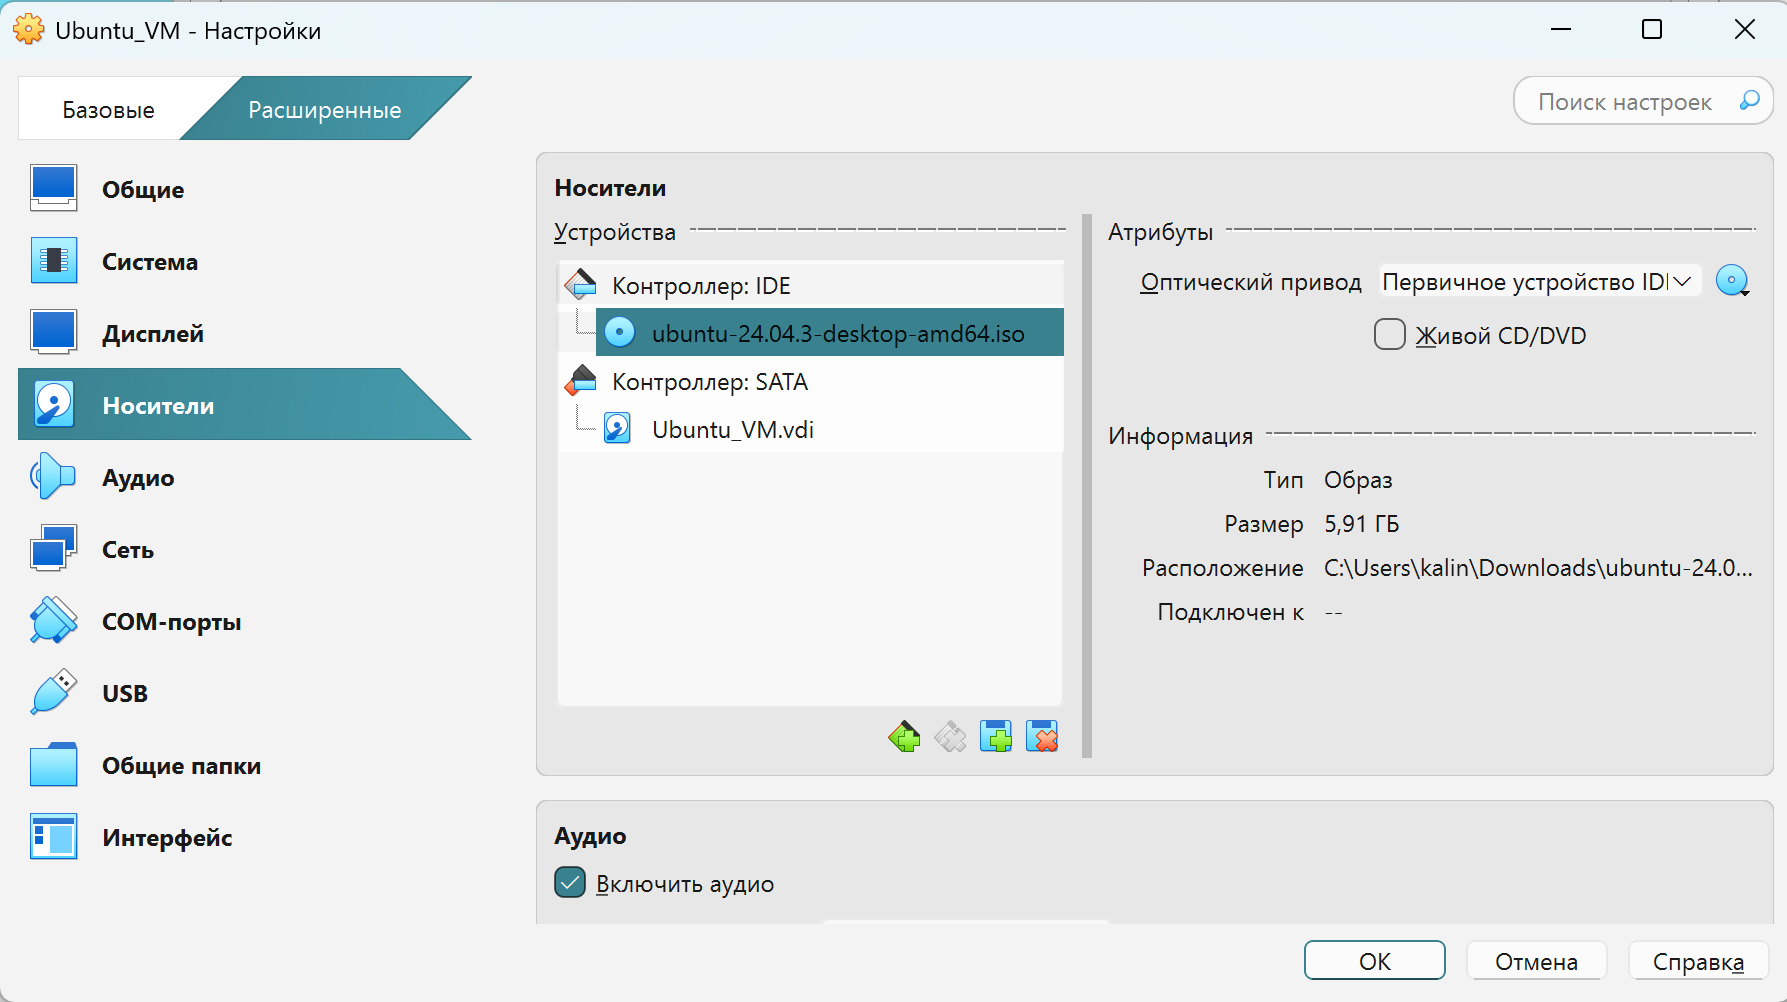 Ubuntu_VM - Настройки
Базовые
Расширенные
Поиск настроек
Общие
Система
Дисплей
Носители
Аудио
Сеть
COM-порты
USB
Общие папки
Интерфейс
Носители
Устройства
Контроллер: IDE
ubuntu-24.04.3-desktop-amd64.iso
Контроллер: SATA
Ubuntu_VM.vdi
Атрибуты
Оптический привод Первичное устройство IDI
Живой CD/DVD
Информация
Тип Образ
Размер 5,91 ГБ
Расположение C:\Users\kalin\Downloads\ubuntu-24.0...
Подключен к --
Аудио
Включить аудио
OK
Отмена
Справка